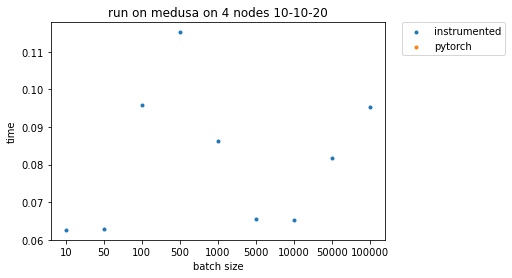 run on medusa on 4 nodes 10-10-20
instrumented
pytorch
0.11
0.10
0.09
0.08
0.07
0.06
time
10 50 100 500 1000 5000 10000 50000 100000
batch size